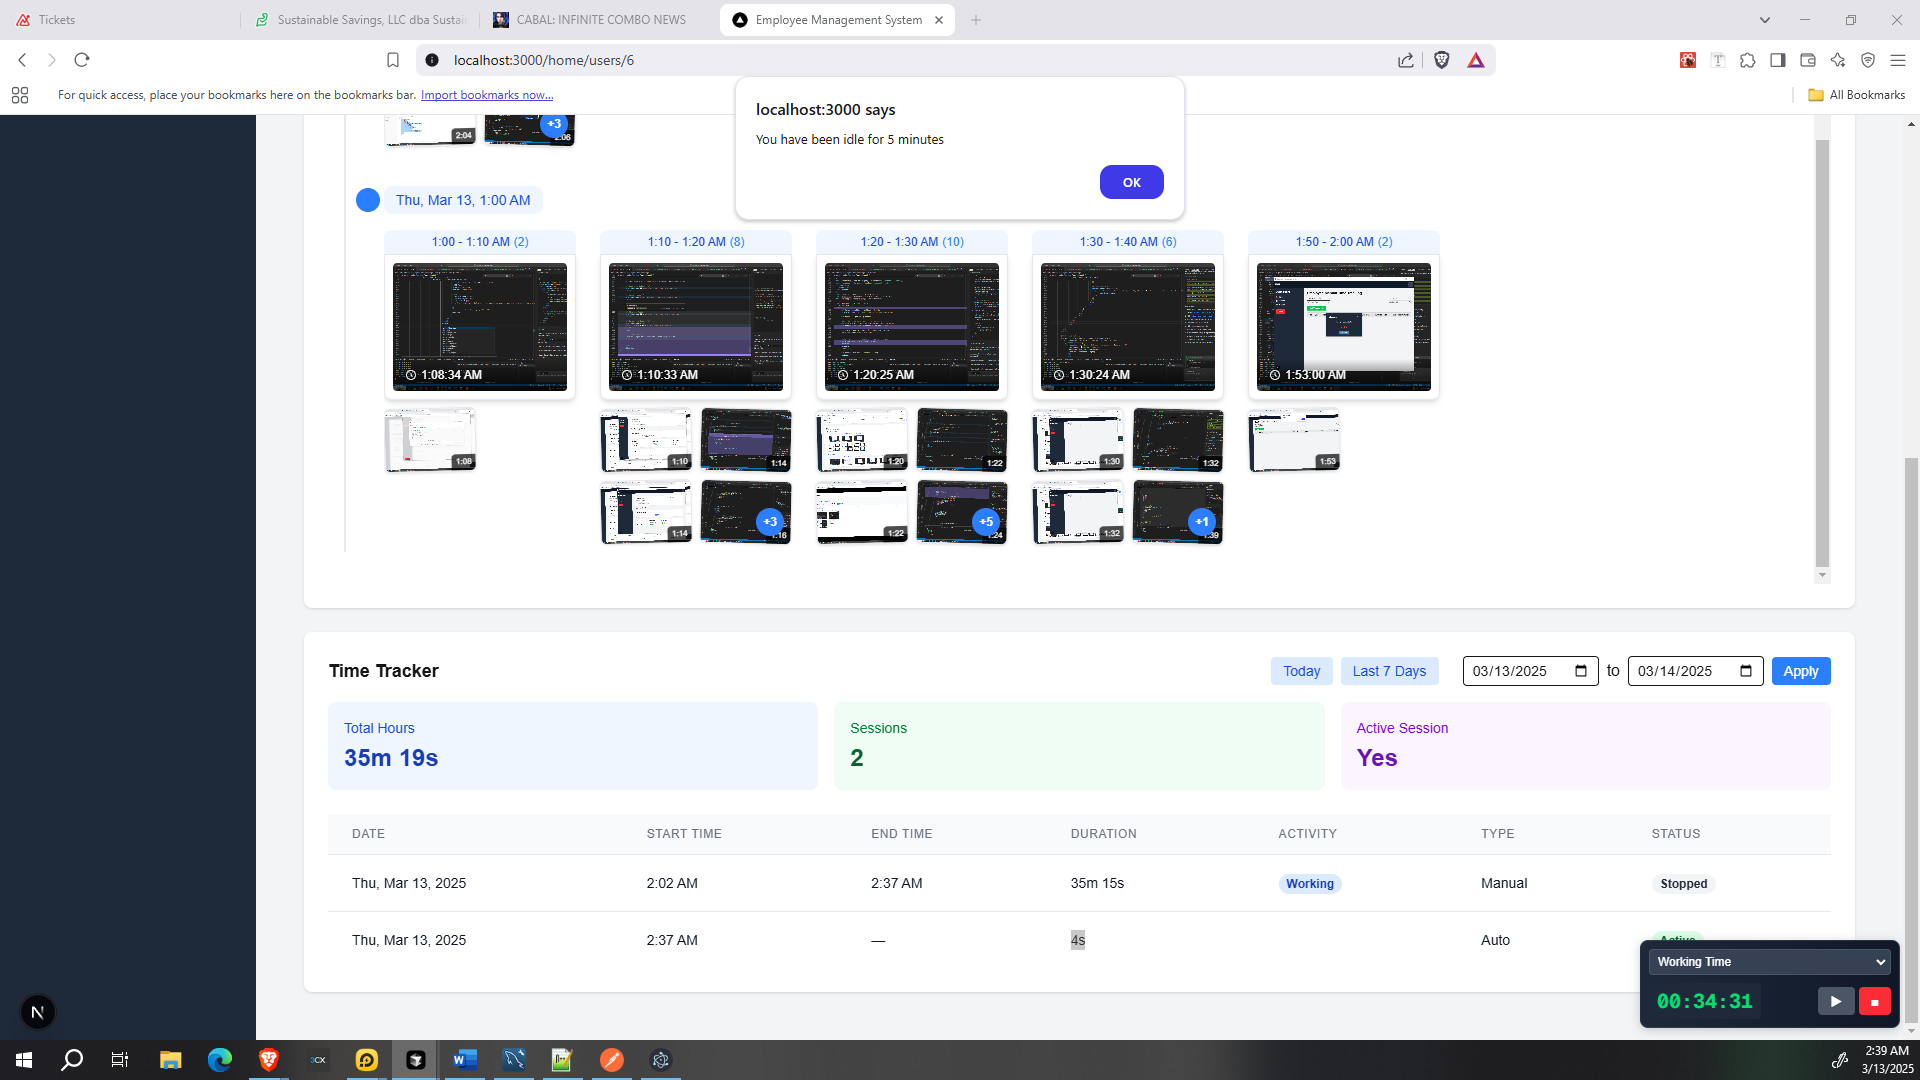 Tickets
Sustainable Savings, LLC dba Sustai
CABAL: INFINITE COMBO NEWS
Employee Management System
localhost:3000/home/users/6
For quick access, place your bookmarks here on the bookmarks bar. Import bookmarks now...
All Bookmarks
localhost:3000 says
You have been idle for 5 minutes
OK
2:04
+3
2:06
Thu, Mar 13, 1:00 AM
1:00 - 1:10 AM (2)
1:10 - 1:20 AM (8)
1:20 - 1:30 AM (10)
1:30 - 1:40 AM (6)
1:50 - 2:00 AM (2)
1:08:34 AM
1:10:33 AM
1:20:25 AM
1:30:24 AM
1:53:00 AM
1:08
1:10
1:14
1:20
1:22
1:30
1:32
1:53
1:14
+3
1:16
1:22
+5
1:32
+1
Time Tracker
Today
Last 7 Days
03/13/2025
to
03/14/2025
Apply
Total Hours
35m 19s
Sessions
2
Active Session
Yes
DATE START TIME END TIME DURATION ACTIVITY TYPE STATUS
Thu, Mar 13, 2025 2:02 AM 2:37 AM 35m 15s Working Manual Stopped
Thu, Mar 13, 2025 2:37 AM — 4s Auto Active
Working Time
00:34:31
N
3CX
2:39 AM
3/13/2025